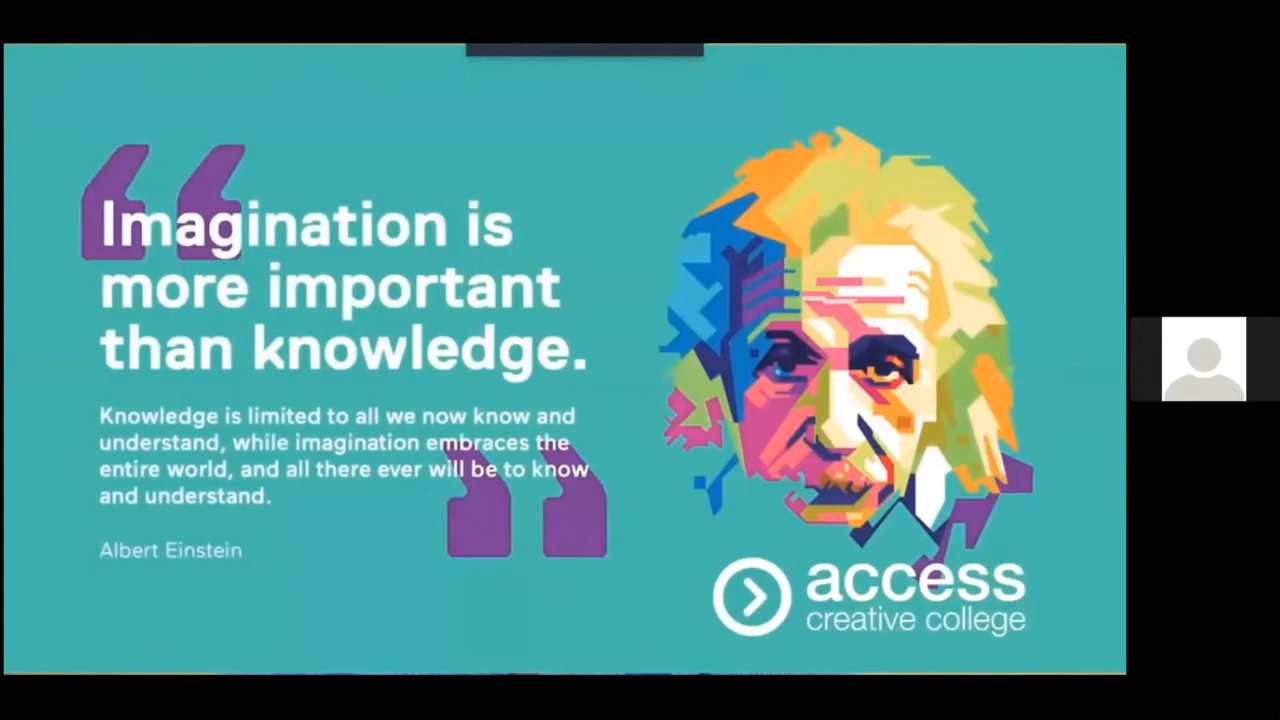 Imagination is
more important
than knowledge.
Knowledge is limited to all we now know and
understand, while imagination embraces the
entire world, and all there ever will be to know
and understand.
Albert Einstein
access
creative college